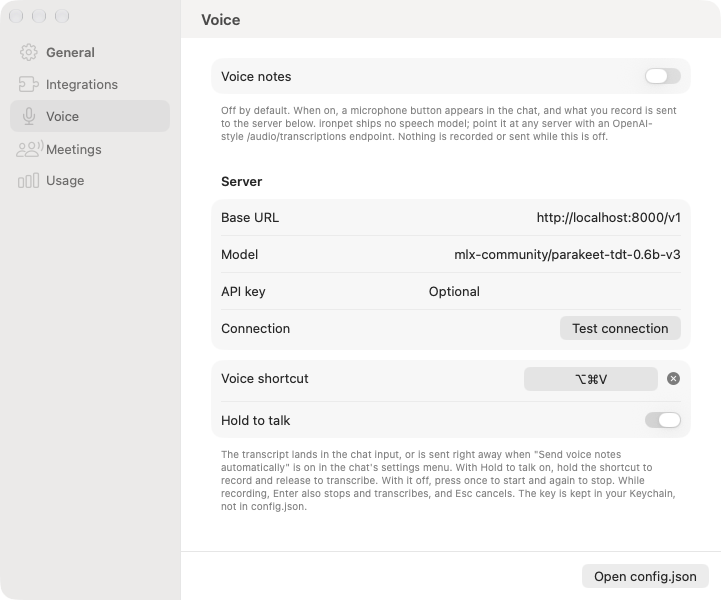 Voice
General
Integrations
Voice
Meetings
Usage
Voice notes
Off by default. When on, a microphone button appears in the chat, and what you record is sent
to the server below. ironpet ships no speech model; point it at any server with an OpenAI-
style /audio/transcriptions endpoint. Nothing is recorded or sent while this is off.
Server
Base URL http://localhost:8000/v1
Model mlx-community/parakeet-tdt-0.6b-v3
API key Optional
Connection Test connection
Voice shortcut ⌥⌘V
Hold to talk
The transcript lands in the chat input, or is sent right away when "Send voice notes
automatically" is on in the chat's settings menu. With Hold to talk on, hold the shortcut to
record and release to transcribe. With it off, press once to start and again to stop. While
recording, Enter also stops and transcribes, and Esc cancels. The key is kept in your Keychain,
not in config.json.
Open config.json